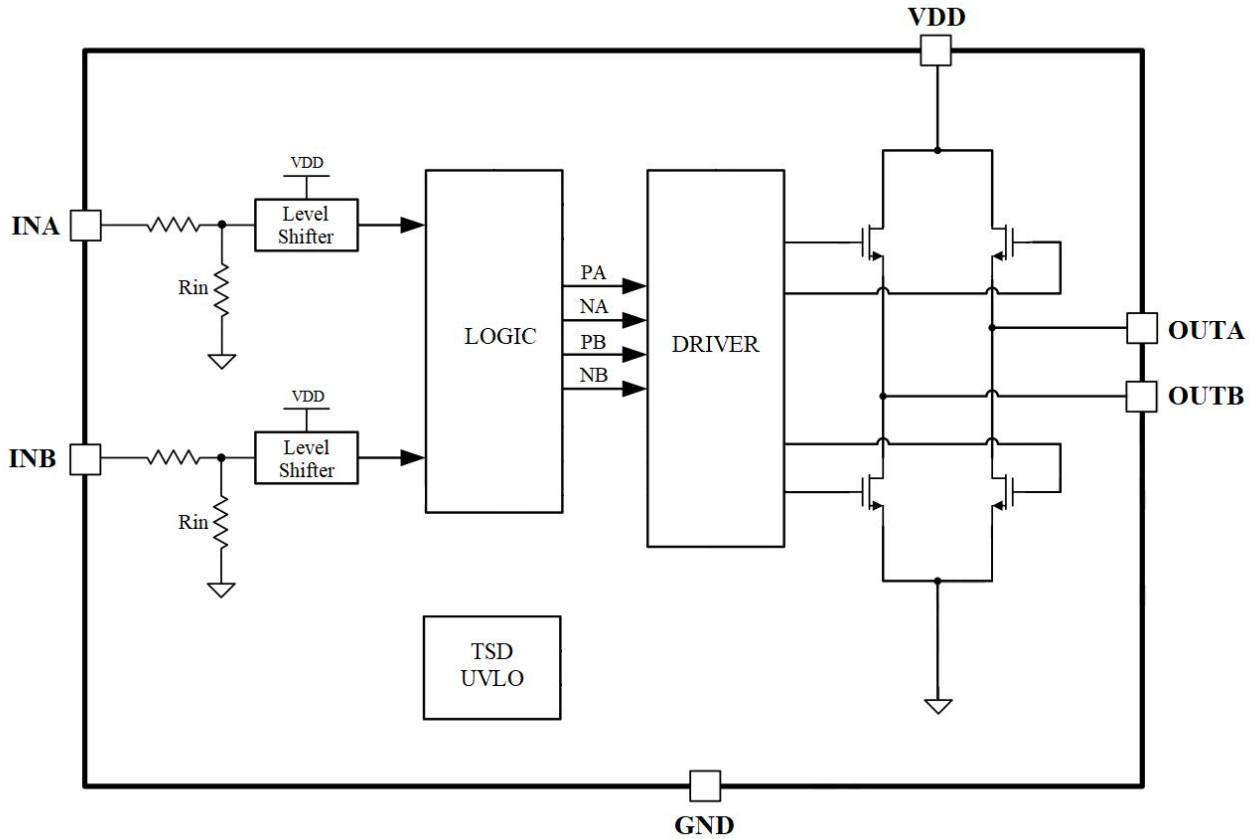 VDD
INA
VDD
Level
Shifter
Rin
PA
NA
PB
NB
LOGIC
DRIVER
OUTA
OUTB
INB
VDD
Level
Shifter
Rin
TSD
UVLO
GND